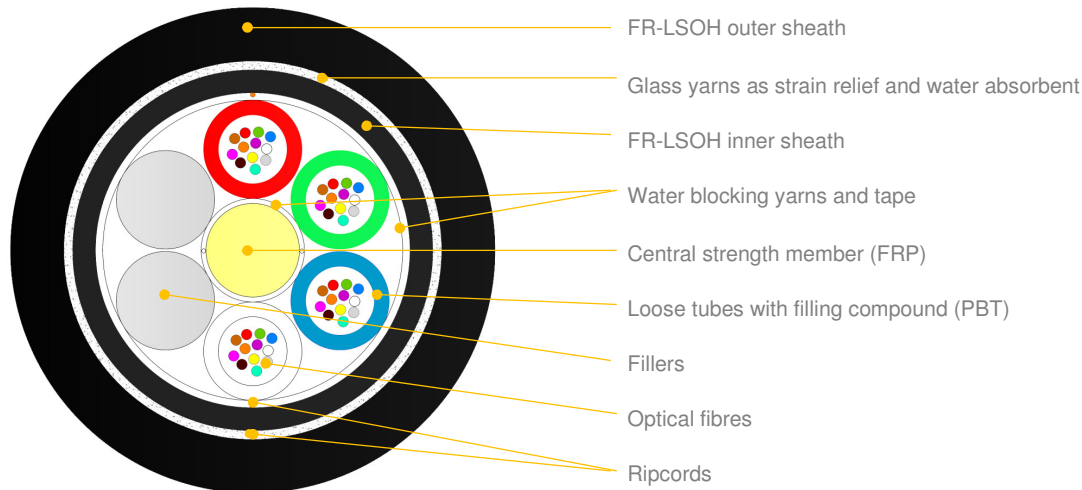 FR-LSOH outer sheath
Glass yarns as strain relief and water absorbent
FR-LSOH inner sheath
Water blocking yarns and tape
Central strength member (FRP)
Loose tubes with filling compound (PBT)
Fillers
Optical fibres
Ripcords